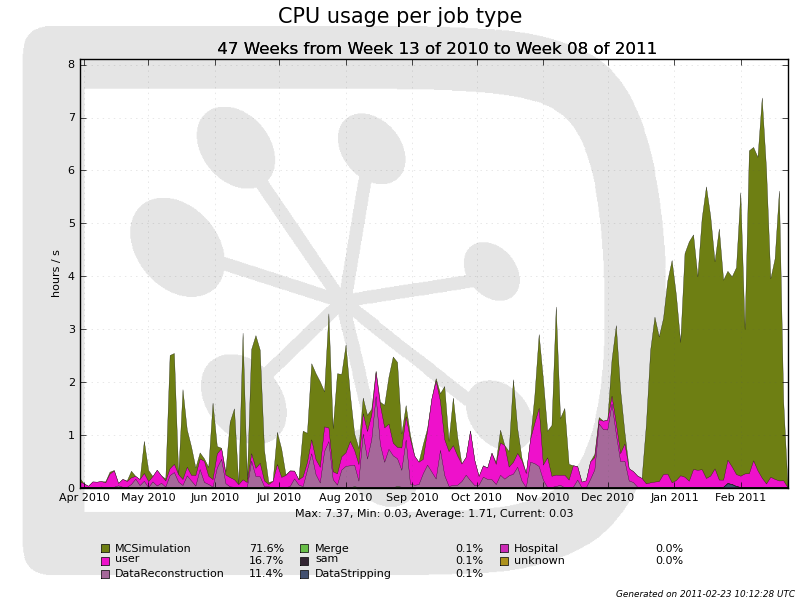 CPU usage per job type
47 Weeks from Week 13 of 2010 to Week 08 of 2011
8
7
6
5
4
3
2
1
0
hours / s
Apr 2010 May 2010 Jun 2010 Jul 2010 Aug 2010 Sep 2010 Oct 2010 Nov 2010 Dec 2010 Jan 2011 Feb 2011
Max: 7.37, Min: 0.03, Average: 1.71, Current: 0.03
MCSimulation 71.6% Merge 0.1% Hospital 0.0%
user 16.7% sam 0.1% unknown 0.0%
DataReconstruction 11.4% DataStripping 0.1%
Generated on 2011-02-23 10:12:28 UTC